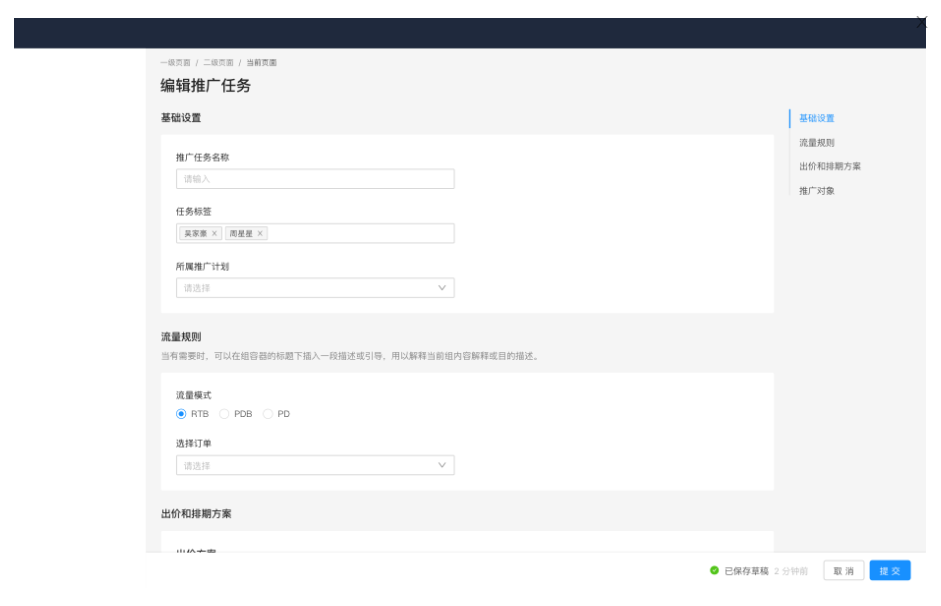 一级页面 / 二级页面 / 当前页面
编辑推广任务
基础设置
推广任务名称
请输入
任务标签
吴家豪 × 周星星 ×
所属推广计划
请选择
流量规则
当有需要时，可以在组容器的标题下插入一段描述或引导，用以解释当前组内容解释或目的描述。
流量模式
RTB PDB PD
选择订单
请选择
出价和排期方案
出价方案
基础设置
流量规则
出价和排期方案
推广对象
已保存草稿 2 分钟前 取 消 提 交